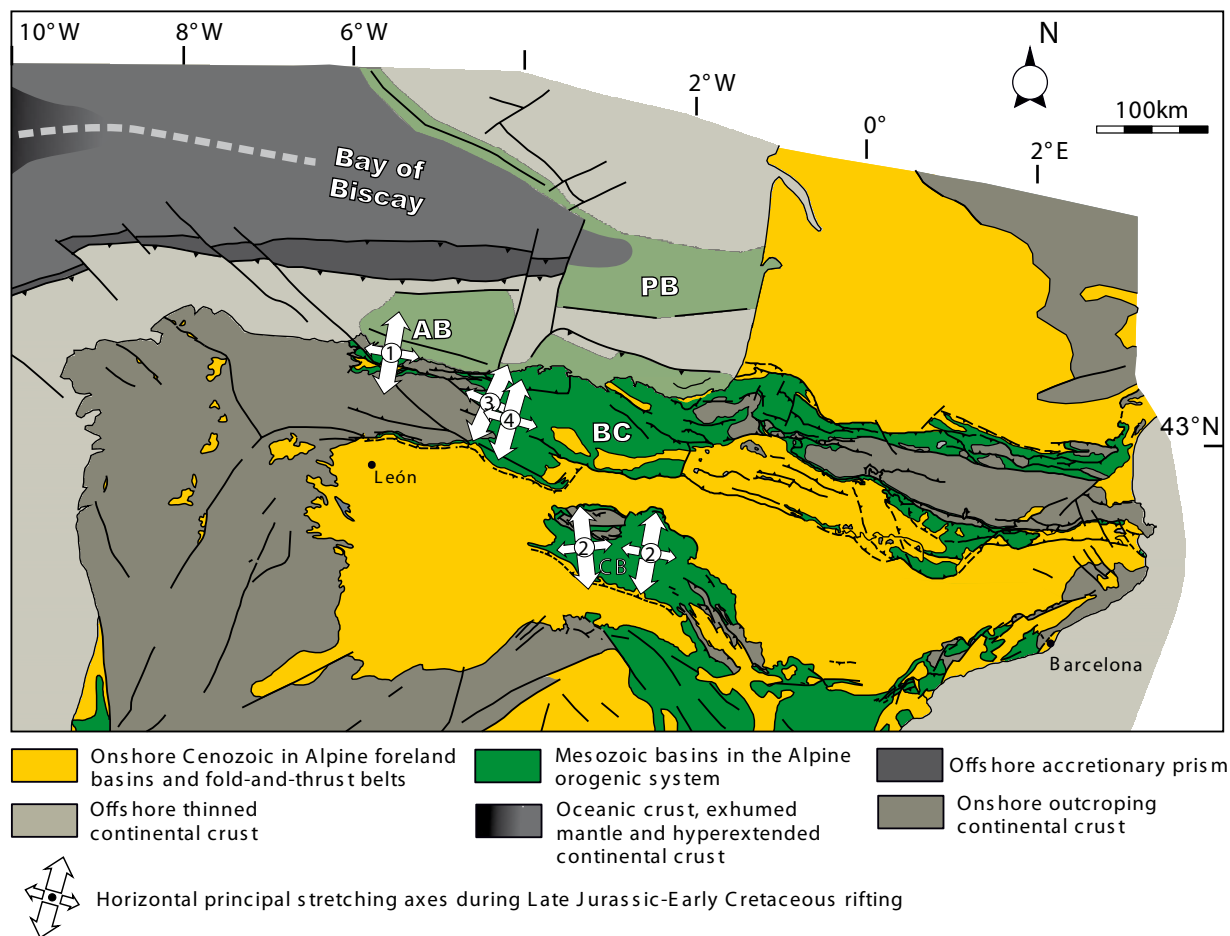 10°W
8°W
6°W
2°W
0°
2°E
N
100km
Bay of
Biscay
PB
AB
1
3
4
BC
43°N
León
2
2
CB
Barcelona
Onshore Cenozoic in Alpine foreland
basins and fold-and-thrust belts
Mesozoic basins in the Alpine
orogenic system
Offshore accretionary prism
Offshore thinned
continental crust
Oceanic crust, exhumed
mantle and hyperextended
continental crust
Onshore outcroping
continental crust
Horizontal principal stretching axes during Late Jurassic-Early Cretaceous rifting